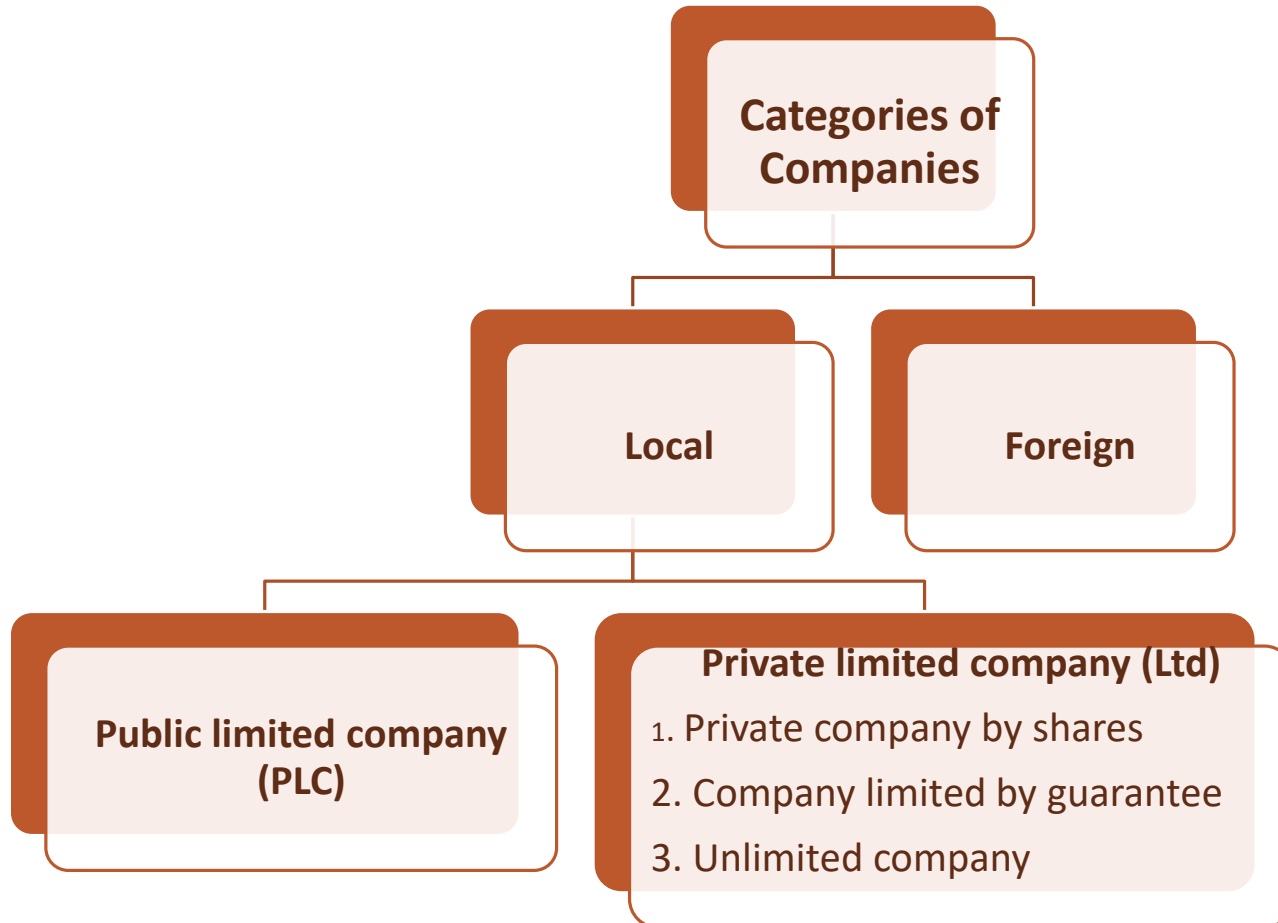 Categories of
Companies
Local
Foreign
Public limited company
(PLC)
Private limited company (Ltd)
1. Private company by shares
2. Company limited by guarantee
3. Unlimited company